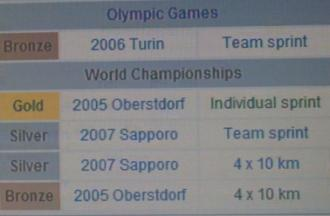 Olympic Games
Bronze 2006 Turin Team sprint
World Championships
Gold 2005 Oberstdorf Individual sprint
Silver 2007 Sapporo Team sprint
Silver 2007 Sapporo 4 x 10 km
Bronze 2005 Oberstdorf 4 x 10 km